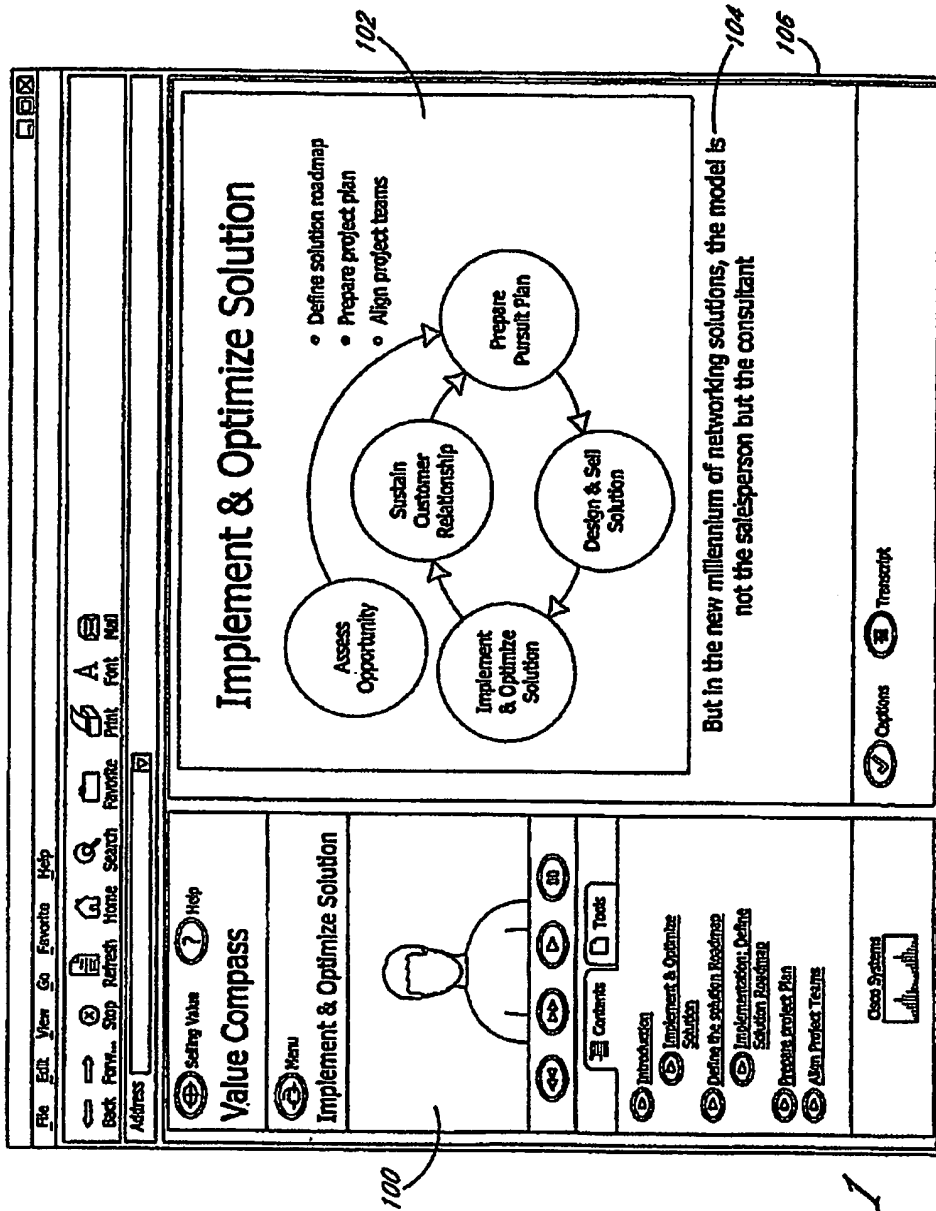 File Edit View Go Favorite Help
Back Forw... Stop Refresh Home Search Favorite Print Font Mail
Address
Selling Value ? Help
Value Compass
Menu
Implement & Optimize Solution
Contents Tools
Introduction
Implement & Optimize
Solution
Defing the solution Roadmap
Implementation; Define
Solution Roadmap
Prepare project Plan
Align Project Teams
Cisco Systems
Implement & Optimize Solution
Define solution roadmap
Prepare project plan
Align project teams
Assess
Opportunity
Sustain
Customer
Relationship
Prepare
Pursuit Plan
Implement
& Optimize
Solution
Design & Sell
Solution
But in the new millennium of networking solutions, the model is
not the salesperson but the consultant
Captions Transcript
100
102
104
106
1